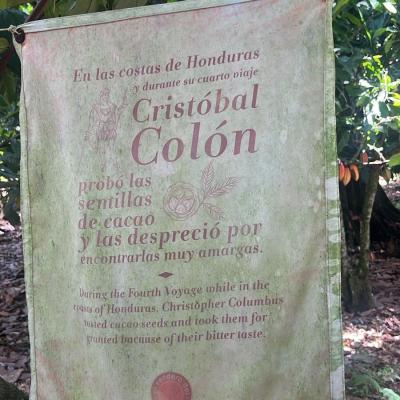 En las costas de Honduras
y durante su cuarto viaje
Cristóbal
Colón
probó las
sentillas
de cacao
y las despreció por
encontrarlas muy amargas.
During the Fourth Voyage while in the
coasts of Honduras, Christopher Columbus
tasted cacao seeds and took them for
granted bacause of their bitter taste.